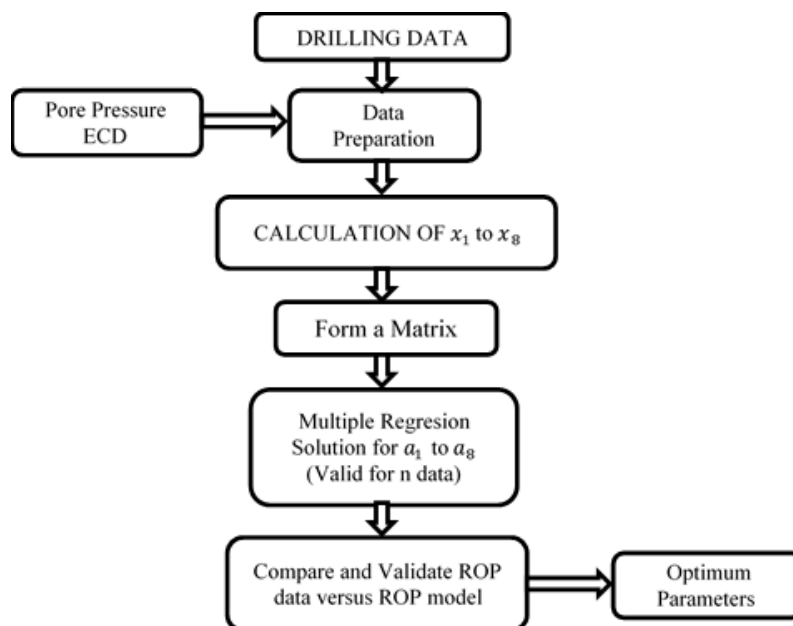 DRILLING DATA
Pore Pressure
ECD
Data
Preparation
CALCULATION OF x₁ to x₈
Form a Matrix
Multiple Regresion
Solution for a₁ to a₈
(Valid for n data)
Compare and Validate ROP
data versus ROP model
Optimum
Parameters